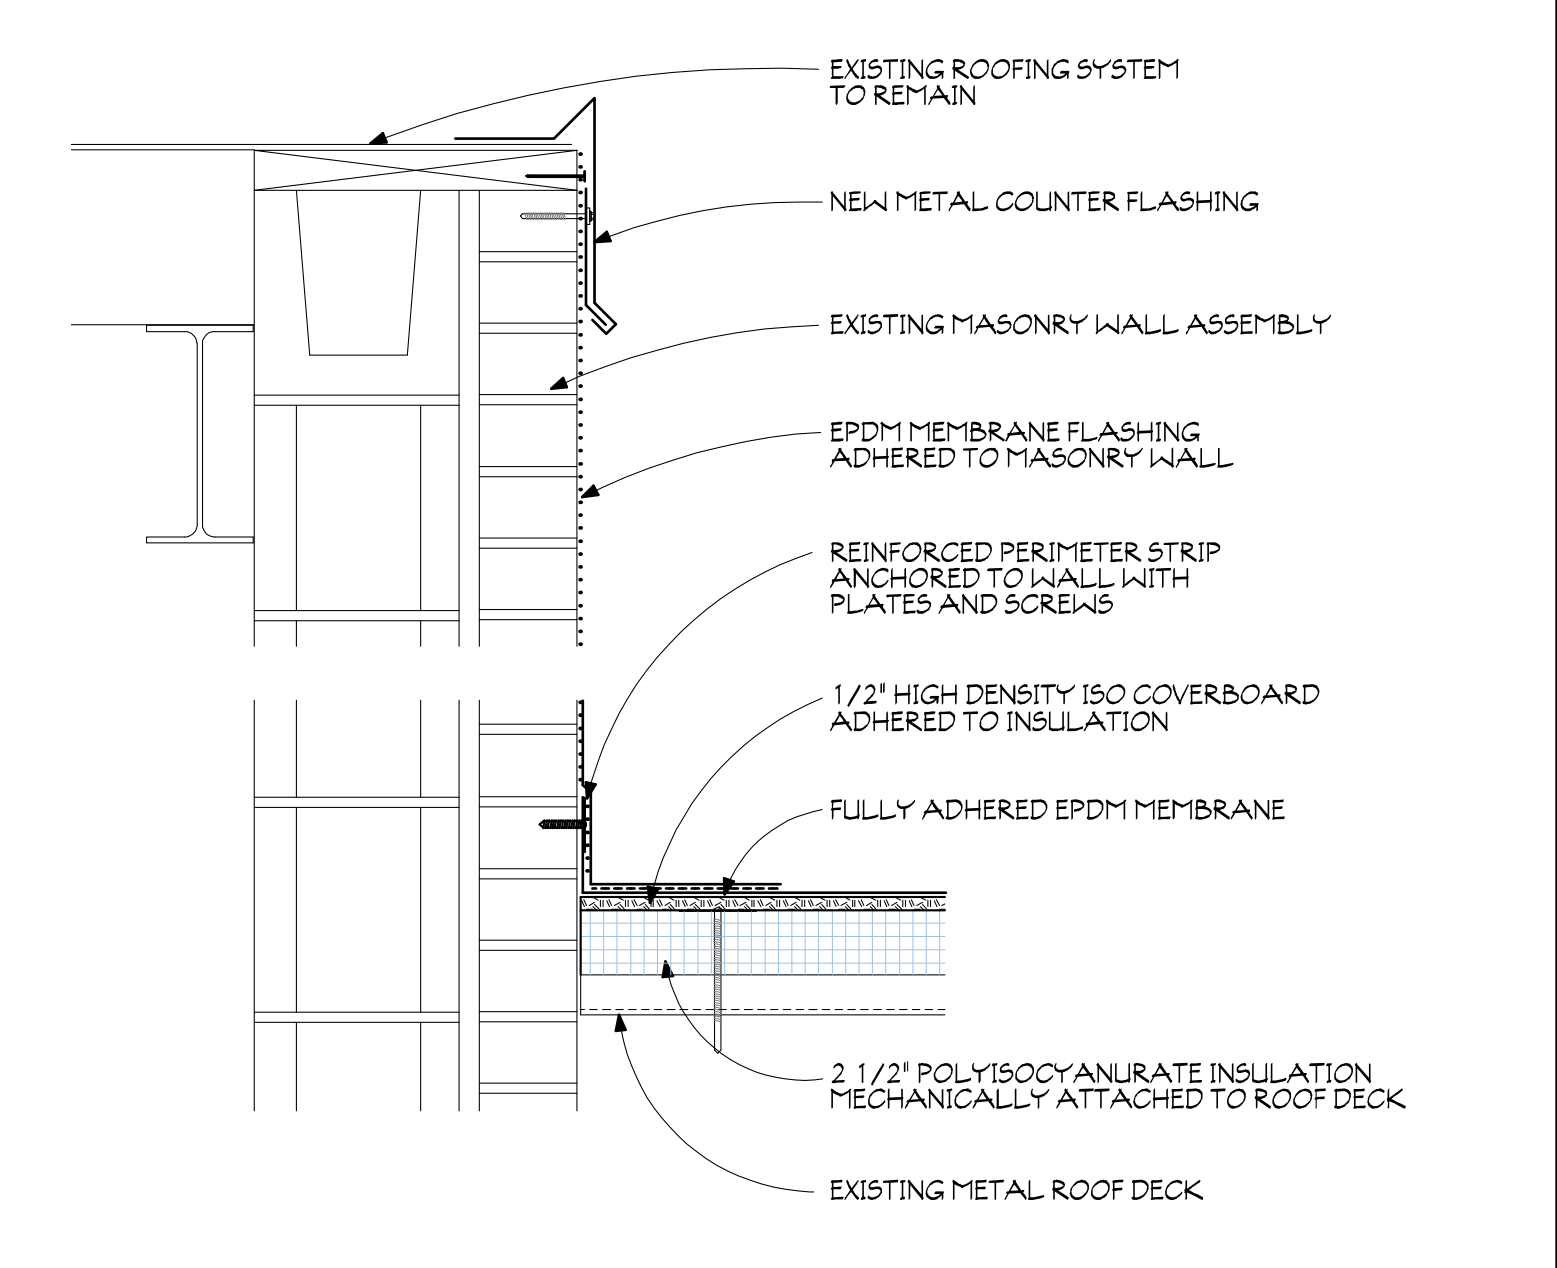 EXISTING ROOFING SYSTEM
TO REMAIN
NEW METAL COUNTER FLASHING
EXISTING MASONRY WALL ASSEMBLY
EPDM MEMBRANE FLASHING
ADHERED TO MASONRY WALL
REINFORCED PERIMETER STRIP
ANCHORED TO WALL WITH
PLATES AND SCREWS
1/2" HIGH DENSITY ISO COVERBOARD
ADHERED TO INSULATION
FULLY ADHERED EPDM MEMBRANE
2 1/2" POLYISOCYANURATE INSULATION
MECHANICALLY ATTACHED TO ROOF DECK
EXISTING METAL ROOF DECK